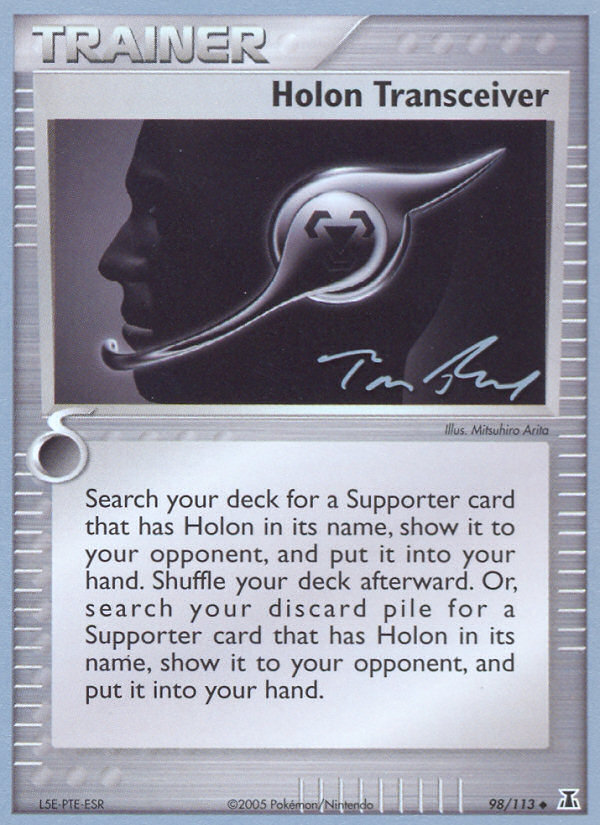 TRAINER
Holon Transceiver
Illus. Mitsuhiro Arita
Search your deck for a Supporter card
that has Holon in its name, show it to
your opponent, and put it into your
hand. Shuffle your deck afterward. Or,
search your discard pile for a
Supporter card that has Holon in its
name, show it to your opponent, and
put it into your hand.
L5E-PTE-ESR
©2005 Pokémon/Nintendo
98/113